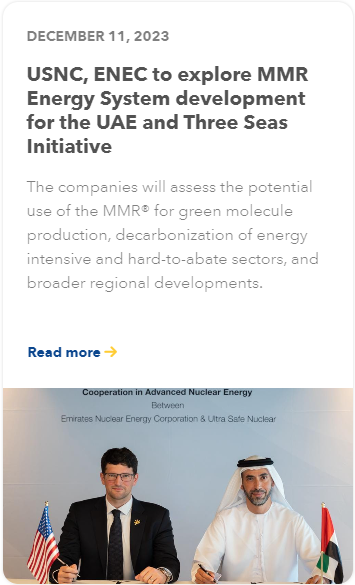 DECEMBER 11, 2023
USNC, ENEC to explore MMR
Energy System development
for the UAE and Three Seas
Initiative
The companies will assess the potential
use of the MMR® for green molecule
production, decarbonization of energy
intensive and hard-to-abate sectors, and
broader regional developments.
Read more →
Cooperation in Advanced Nuclear Energy
Between
Emirates Nuclear Energy Corporation & Ultra Safe Nuclear